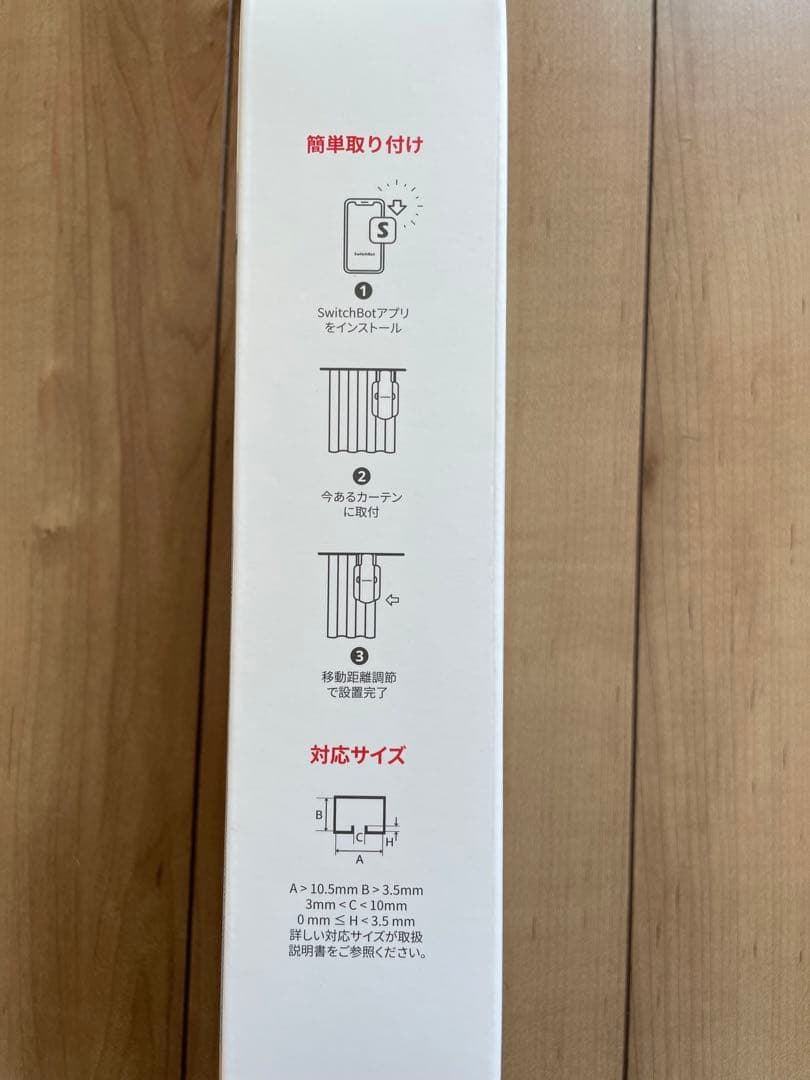 簡単取り付け
S
SwitchBot
1
SwitchBotアプリ
をインストール
2
今あるカーテン
に取付
3
移動距離調節
で設置完了
対応サイズ
B
C
H
A
A > 10.5mm B > 3.5mm
3mm < C < 10mm
0 mm ≦ H < 3.5 mm
詳しい対応サイズが取扱
説明書をご参照ください。